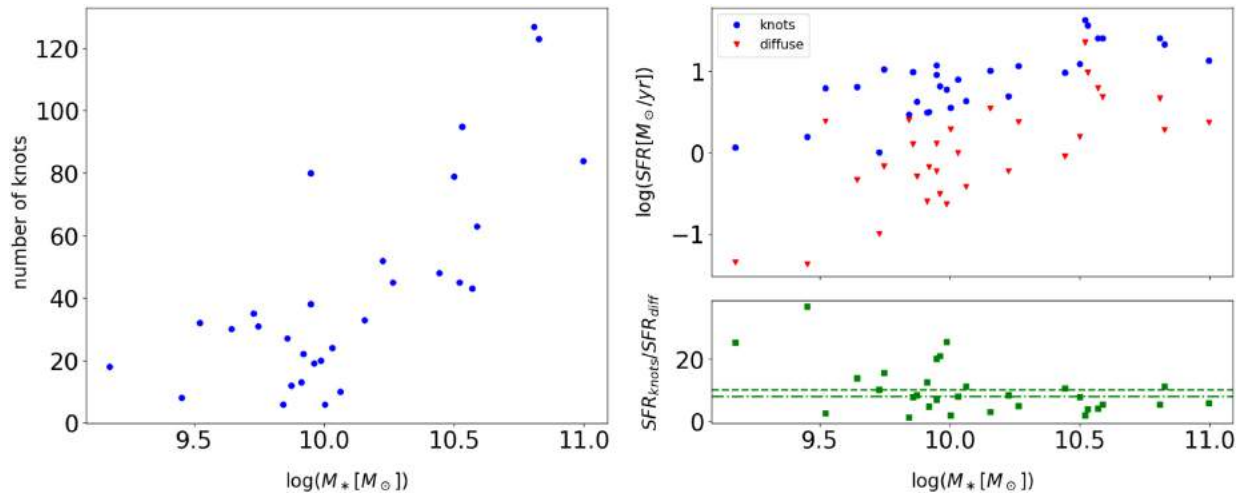 number of knots
120
100
80
60
40
20
0
9.5 10.0 10.5 11.0
log(M∗[M⊙])
knots
diffuse
log(SFR[M⊙/yr])
1
0
−1
SFRknots/SFRdiff
20
0
9.5 10.0 10.5 11.0
log(M∗[M⊙])